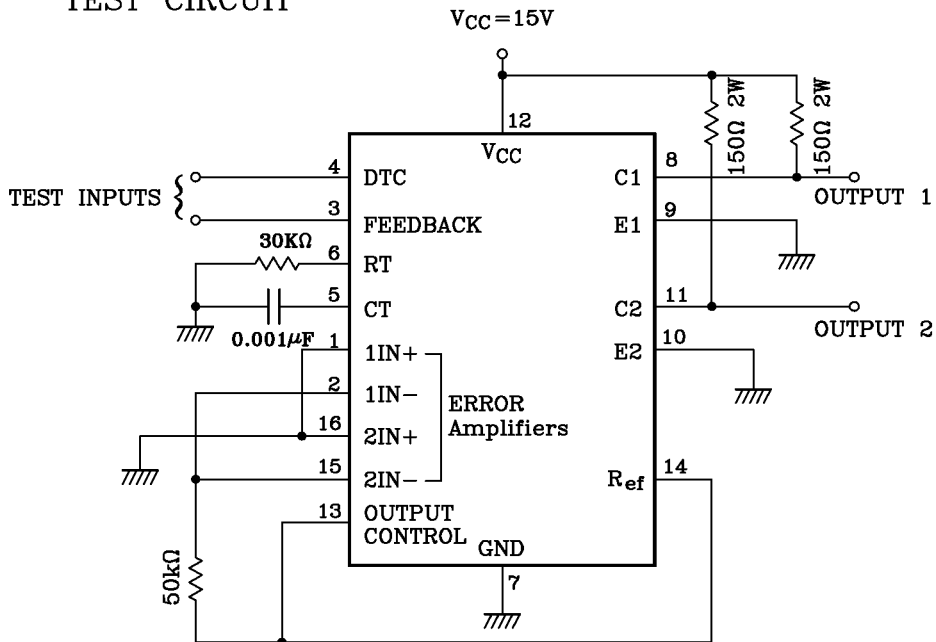 TEST CIRCUIT
VCC=15V
12
VCC
150Ω 2W
150Ω 2W
TEST INPUTS
4
DTC
3
FEEDBACK
30KΩ
6
RT
5
CT
0.001μF
1
1IN+
2
1IN-
16
2IN+
15
2IN-
ERROR
Amplifiers
13
OUTPUT
CONTROL
50kΩ
GND
7
C1
8
OUTPUT 1
E1
9
C2
11
OUTPUT 2
E2
10
Ref
14